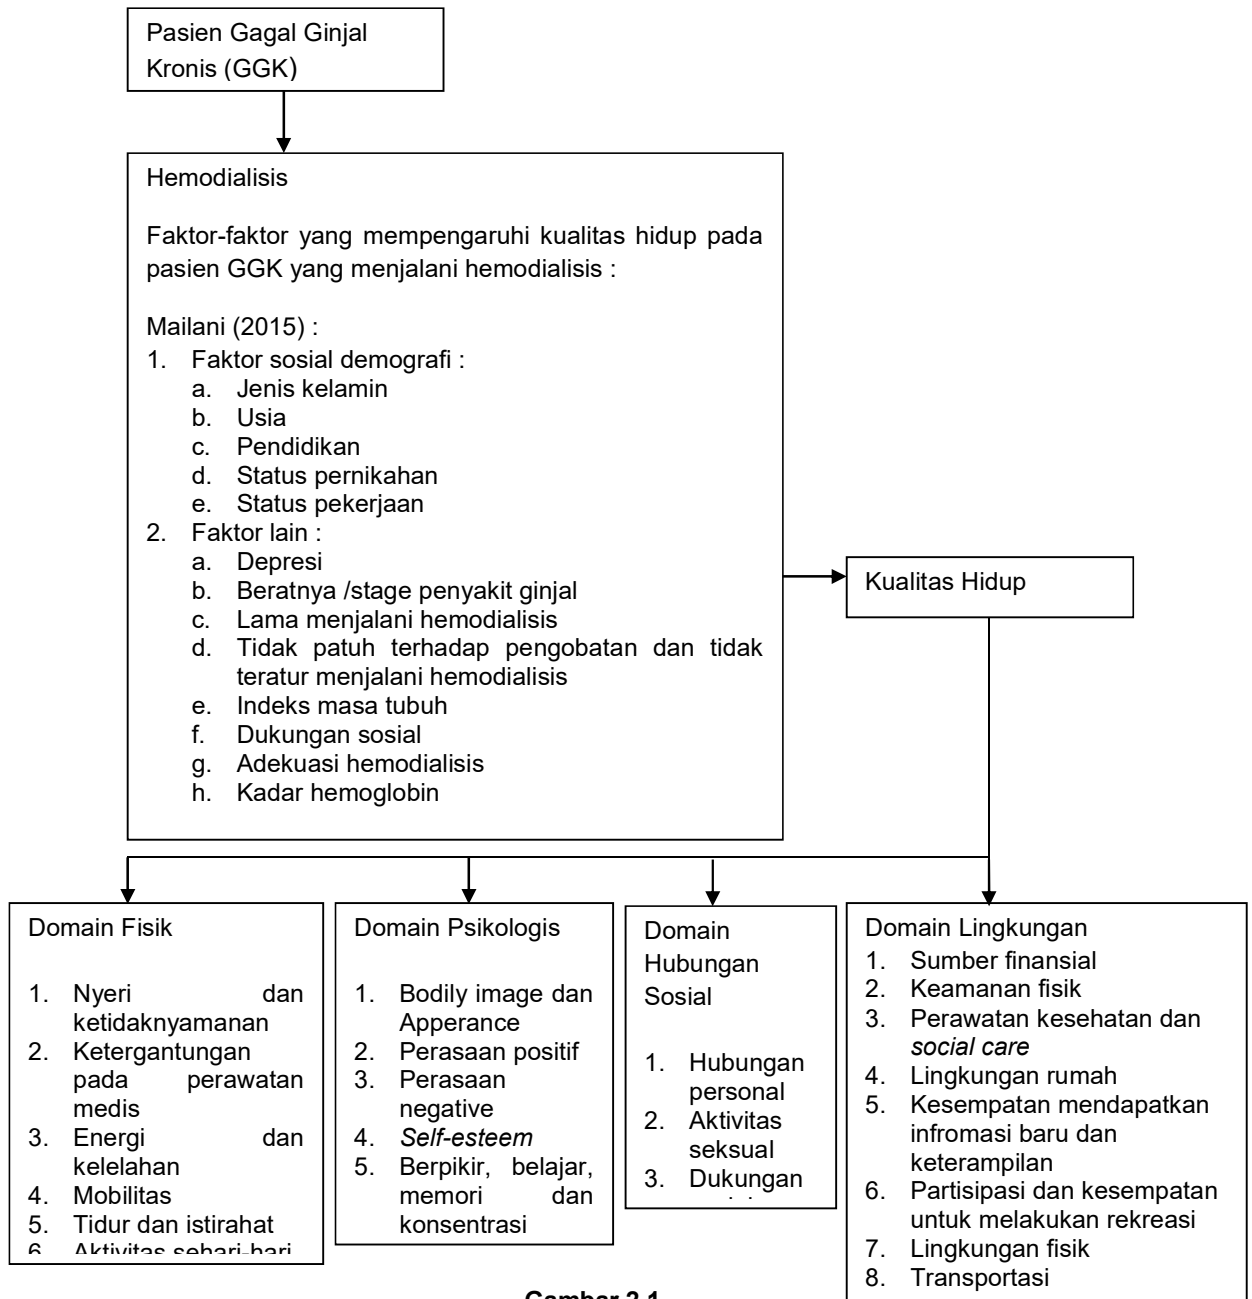 Pasien Gagal Ginjal
Kronis (GGK)
Hemodialisis
Faktor-faktor yang mempengaruhi kualitas hidup pada
pasien GGK yang menjalani hemodialisis :
Mailani (2015) :
1. Faktor sosial demografi :
a. Jenis kelamin
b. Usia
c. Pendidikan
d. Status pernikahan
e. Status pekerjaan
2. Faktor lain :
a. Depresi
b. Beratnya /stage penyakit ginjal
c. Lama menjalani hemodialisis
d. Tidak patuh terhadap pengobatan dan tidak
teratur menjalani hemodialisis
e. Indeks masa tubuh
f. Dukungan sosial
g. Adekuasi hemodialisis
h. Kadar hemoglobin
Kualitas Hidup
Domain Fisik
1. Nyeri dan
ketidaknyamanan
2. Ketergantungan
pada perawatan
medis
3. Energi dan
kelelahan
4. Mobilitas
5. Tidur dan istirahat
6. Aktivitas sehari-hari
Domain Psikologis
1. Bodily image dan
Apperance
2. Perasaan positif
3. Perasaan
negative
4. Self-esteem
5. Berpikir, belajar,
memori dan
konsentrasi
Domain
Hubungan
Sosial
1. Hubungan
personal
2. Aktivitas
seksual
3. Dukungan
Domain Lingkungan
1. Sumber finansial
2. Keamanan fisik
3. Perawatan kesehatan dan
social care
4. Lingkungan rumah
5. Kesempatan mendapatkan
infromasi baru dan
keterampilan
6. Partisipasi dan kesempatan
untuk melakukan rekreasi
7. Lingkungan fisik
8. Transportasi
Gambar 2.1